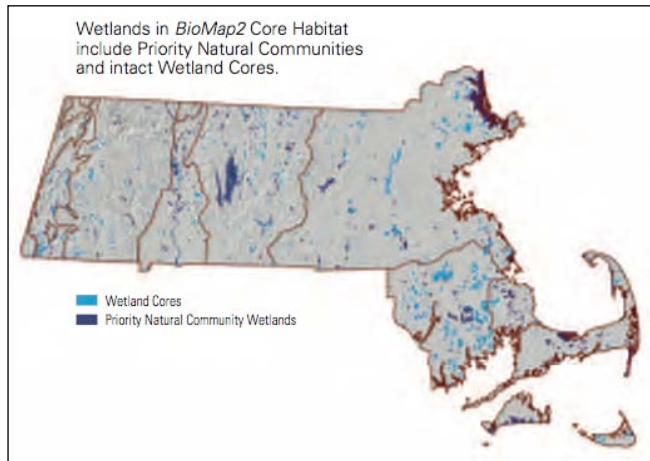 Wetlands in BioMap2 Core Habitat
include Priority Natural Communities
and intact Wetland Cores.
Wetland Cores
Priority Natural Community Wetlands